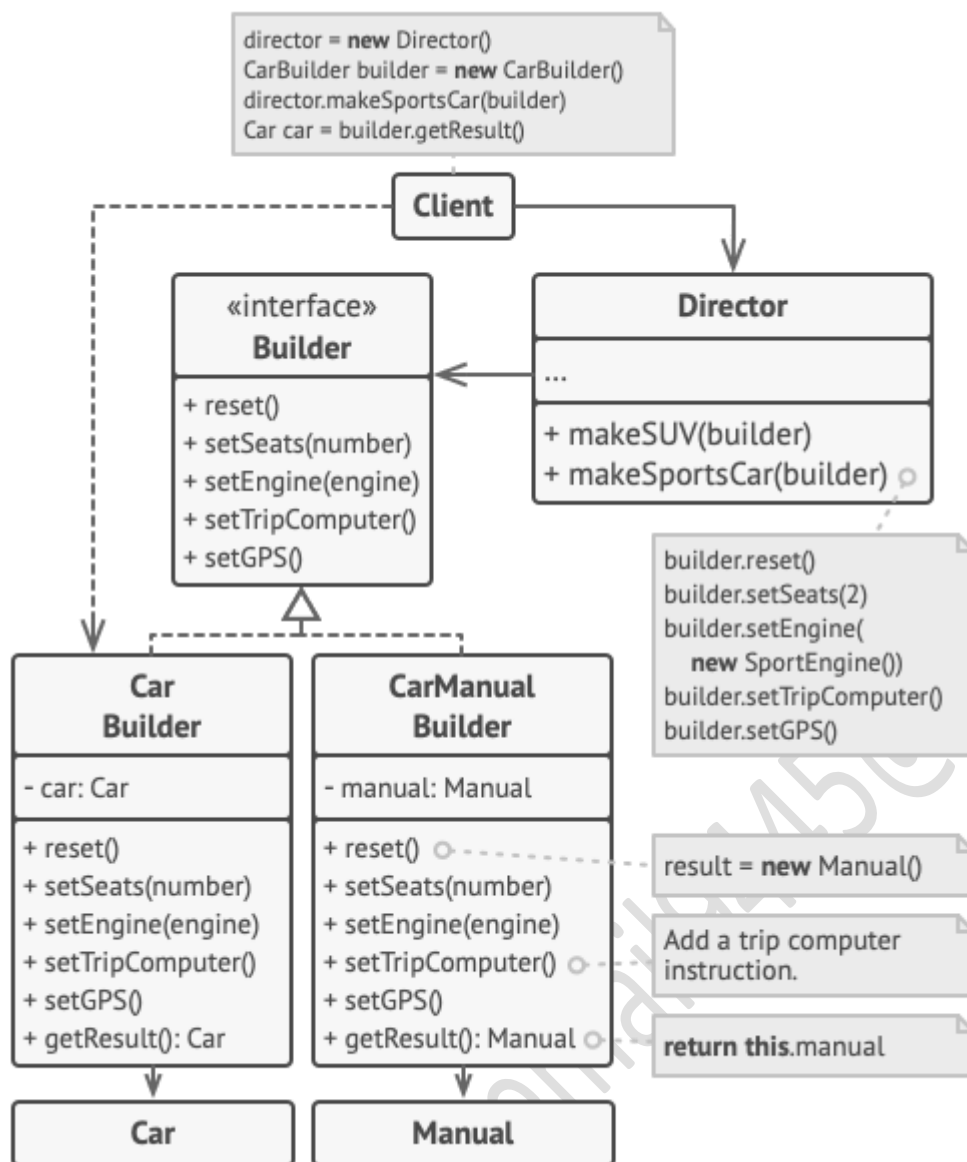 director = new Director()
CarBuilder builder = new CarBuilder()
director.makeSportsCar(builder)
Car car = builder.getResult()
Client
«interface»
Builder
+ reset()
+ setSeats(number)
+ setEngine(engine)
+ setTripComputer()
+ setGPS()
Director
...
+ makeSUV(builder)
+ makeSportsCar(builder)
builder.reset()
builder.setSeats(2)
builder.setEngine(
new SportEngine())
builder.setTripComputer()
builder.setGPS()
Car
Builder
- car: Car
+ reset()
+ setSeats(number)
+ setEngine(engine)
+ setTripComputer()
+ setGPS()
+ getResult(): Car
CarManual
Builder
- manual: Manual
+ reset()
+ setSeats(number)
+ setEngine(engine)
+ setTripComputer()
+ setGPS()
+ getResult(): Manual
result = new Manual()
Add a trip computer
instruction.
return this.manual
Car
Manual